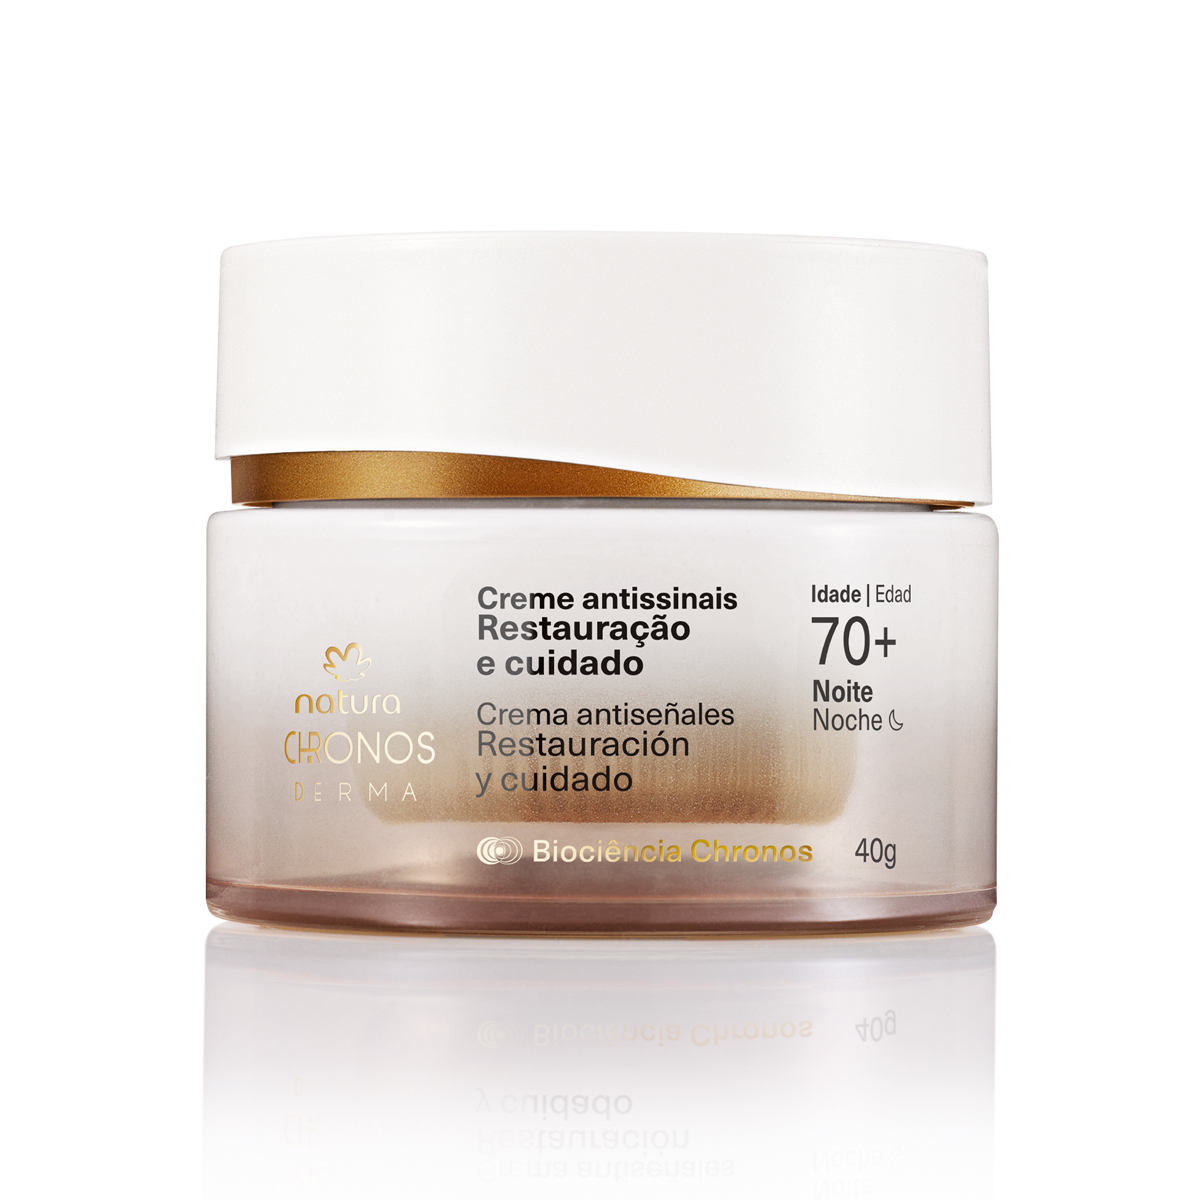 Creme antissinais
Restauração
e cuidado
Crema antiseñales
Restauración
y cuidado
Idade | Edad
70+
Noite
Noche
natura
CHRONOS
DERMA
Biociência Chronos
40g